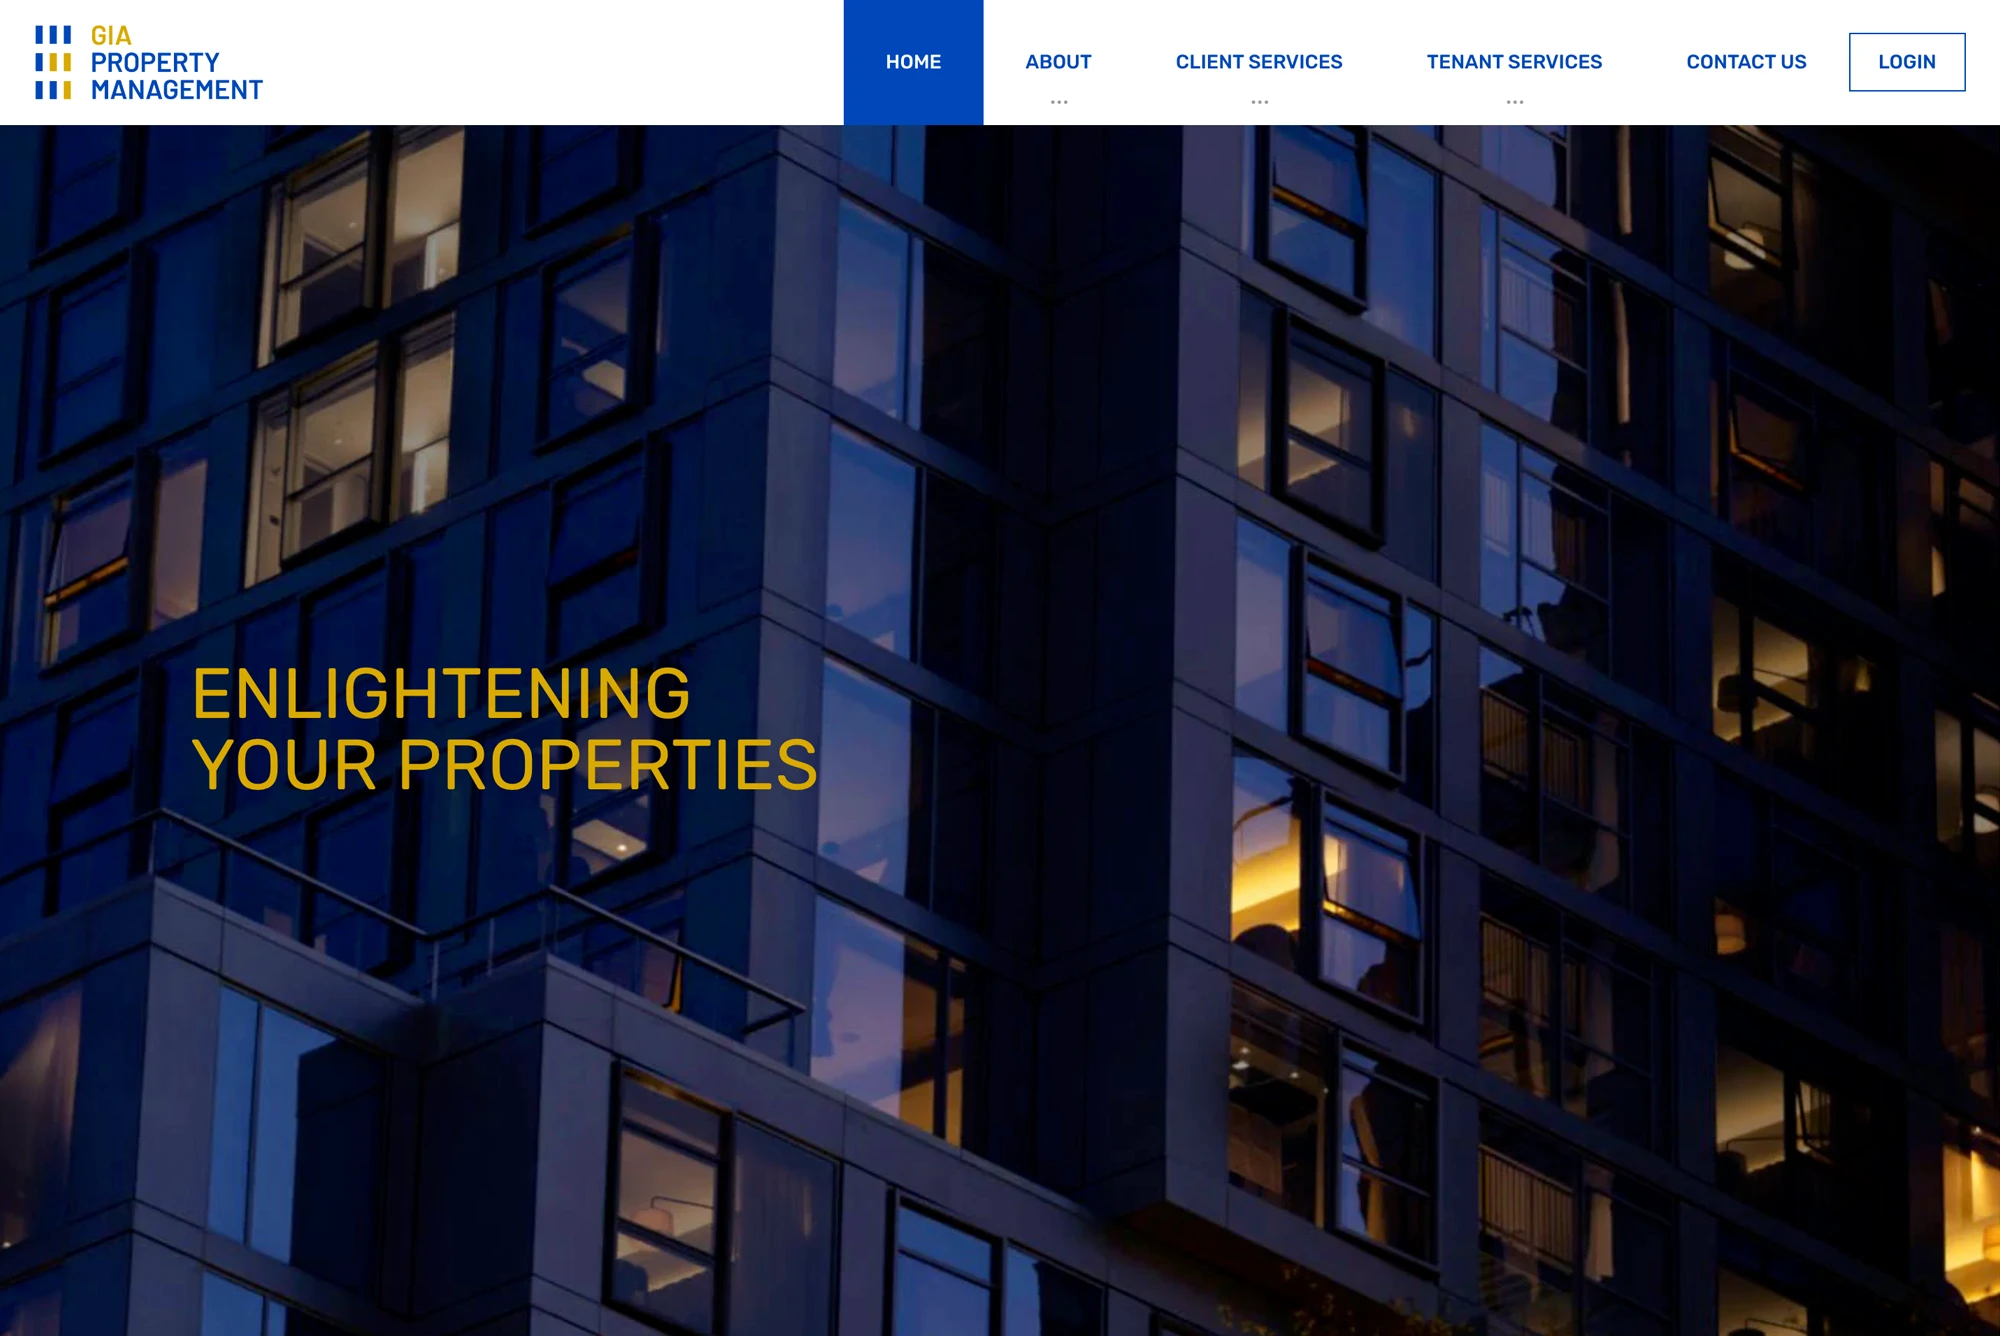 GIA
PROPERTY
MANAGEMENT
HOME
ABOUT
...
CLIENT SERVICES
...
TENANT SERVICES
...
CONTACT US
LOGIN
ENLIGHTENING
YOUR PROPERTIES